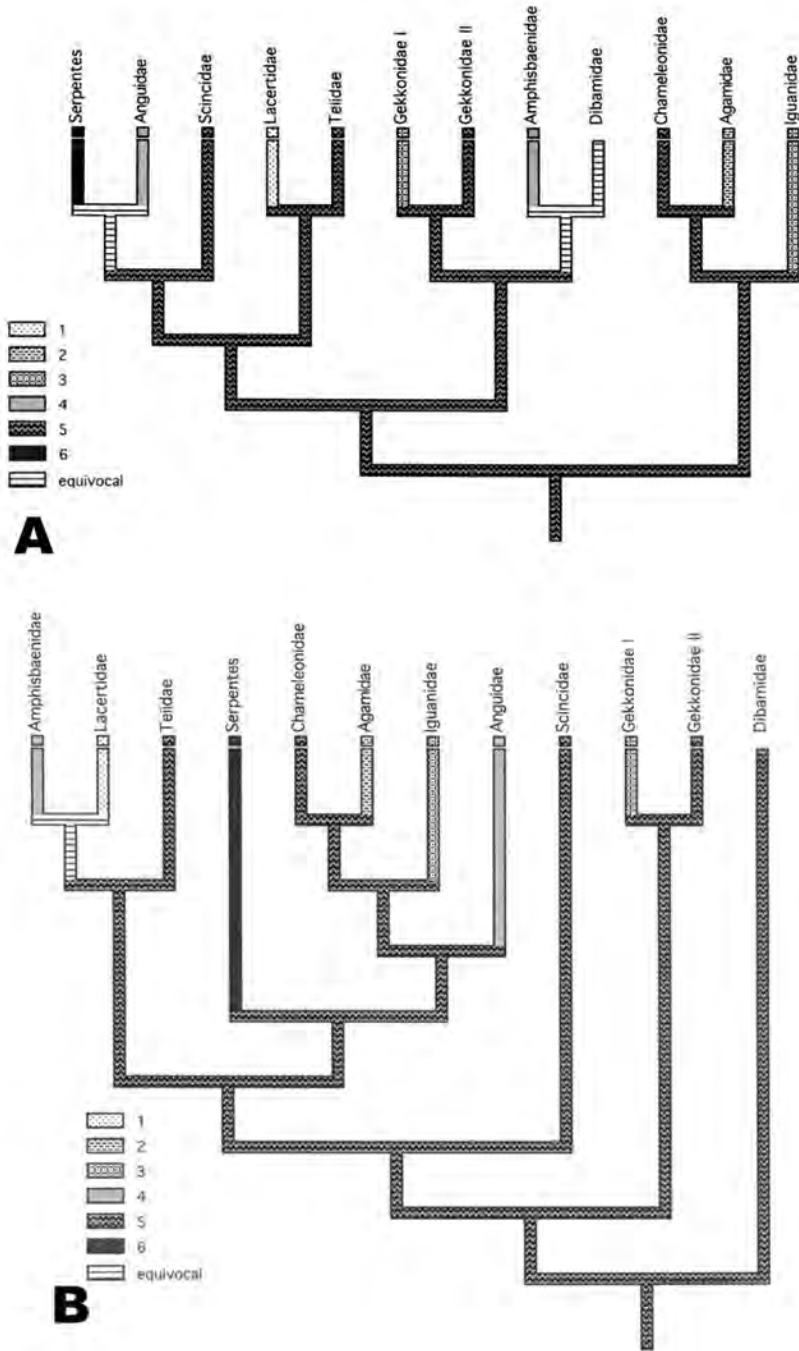 Serpentes
Anguidae
Scincidae
Lacertidae
Teiidae
Gekkonidae I
Gekkonidae II
Amphisbaenidae
Dibamidae
Chameleonidae
Agamidae
Iguanidae
1
2
3
4
5
6
equivocal
A
Amphisbaenidae
Lacertidae
Teiidae
Serpentes
Chameleonidae
Agamidae
Iguanidae
Anguidae
Scincidae
Gekkonidae I
Gekkonidae II
Dibamidae
1
2
3
4
5
6
equivocal
B